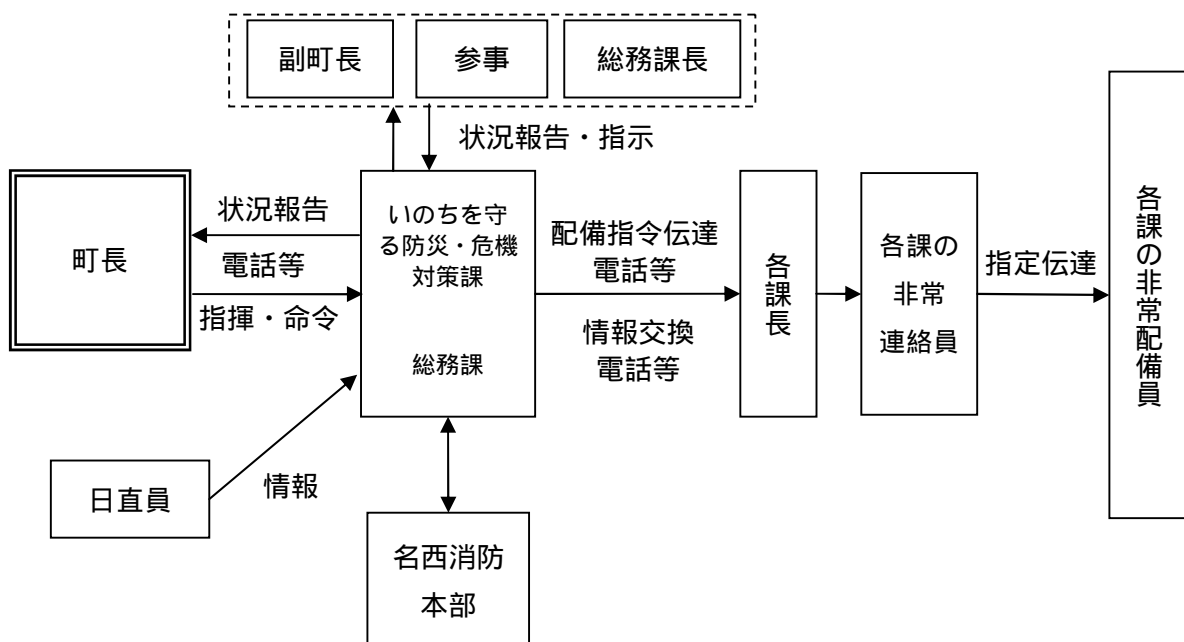 副町長
参事
総務課長
状況報告・指示
町長
状況報告
電話等
指揮・命令
いのちを守
る防災・危機
対策課
総務課
配備指令伝達
電話等
情報交換
電話等
各課長
各課の
非常
連絡員
指定伝達
各課の非常配備員
日直員
情報
名西消防
本部